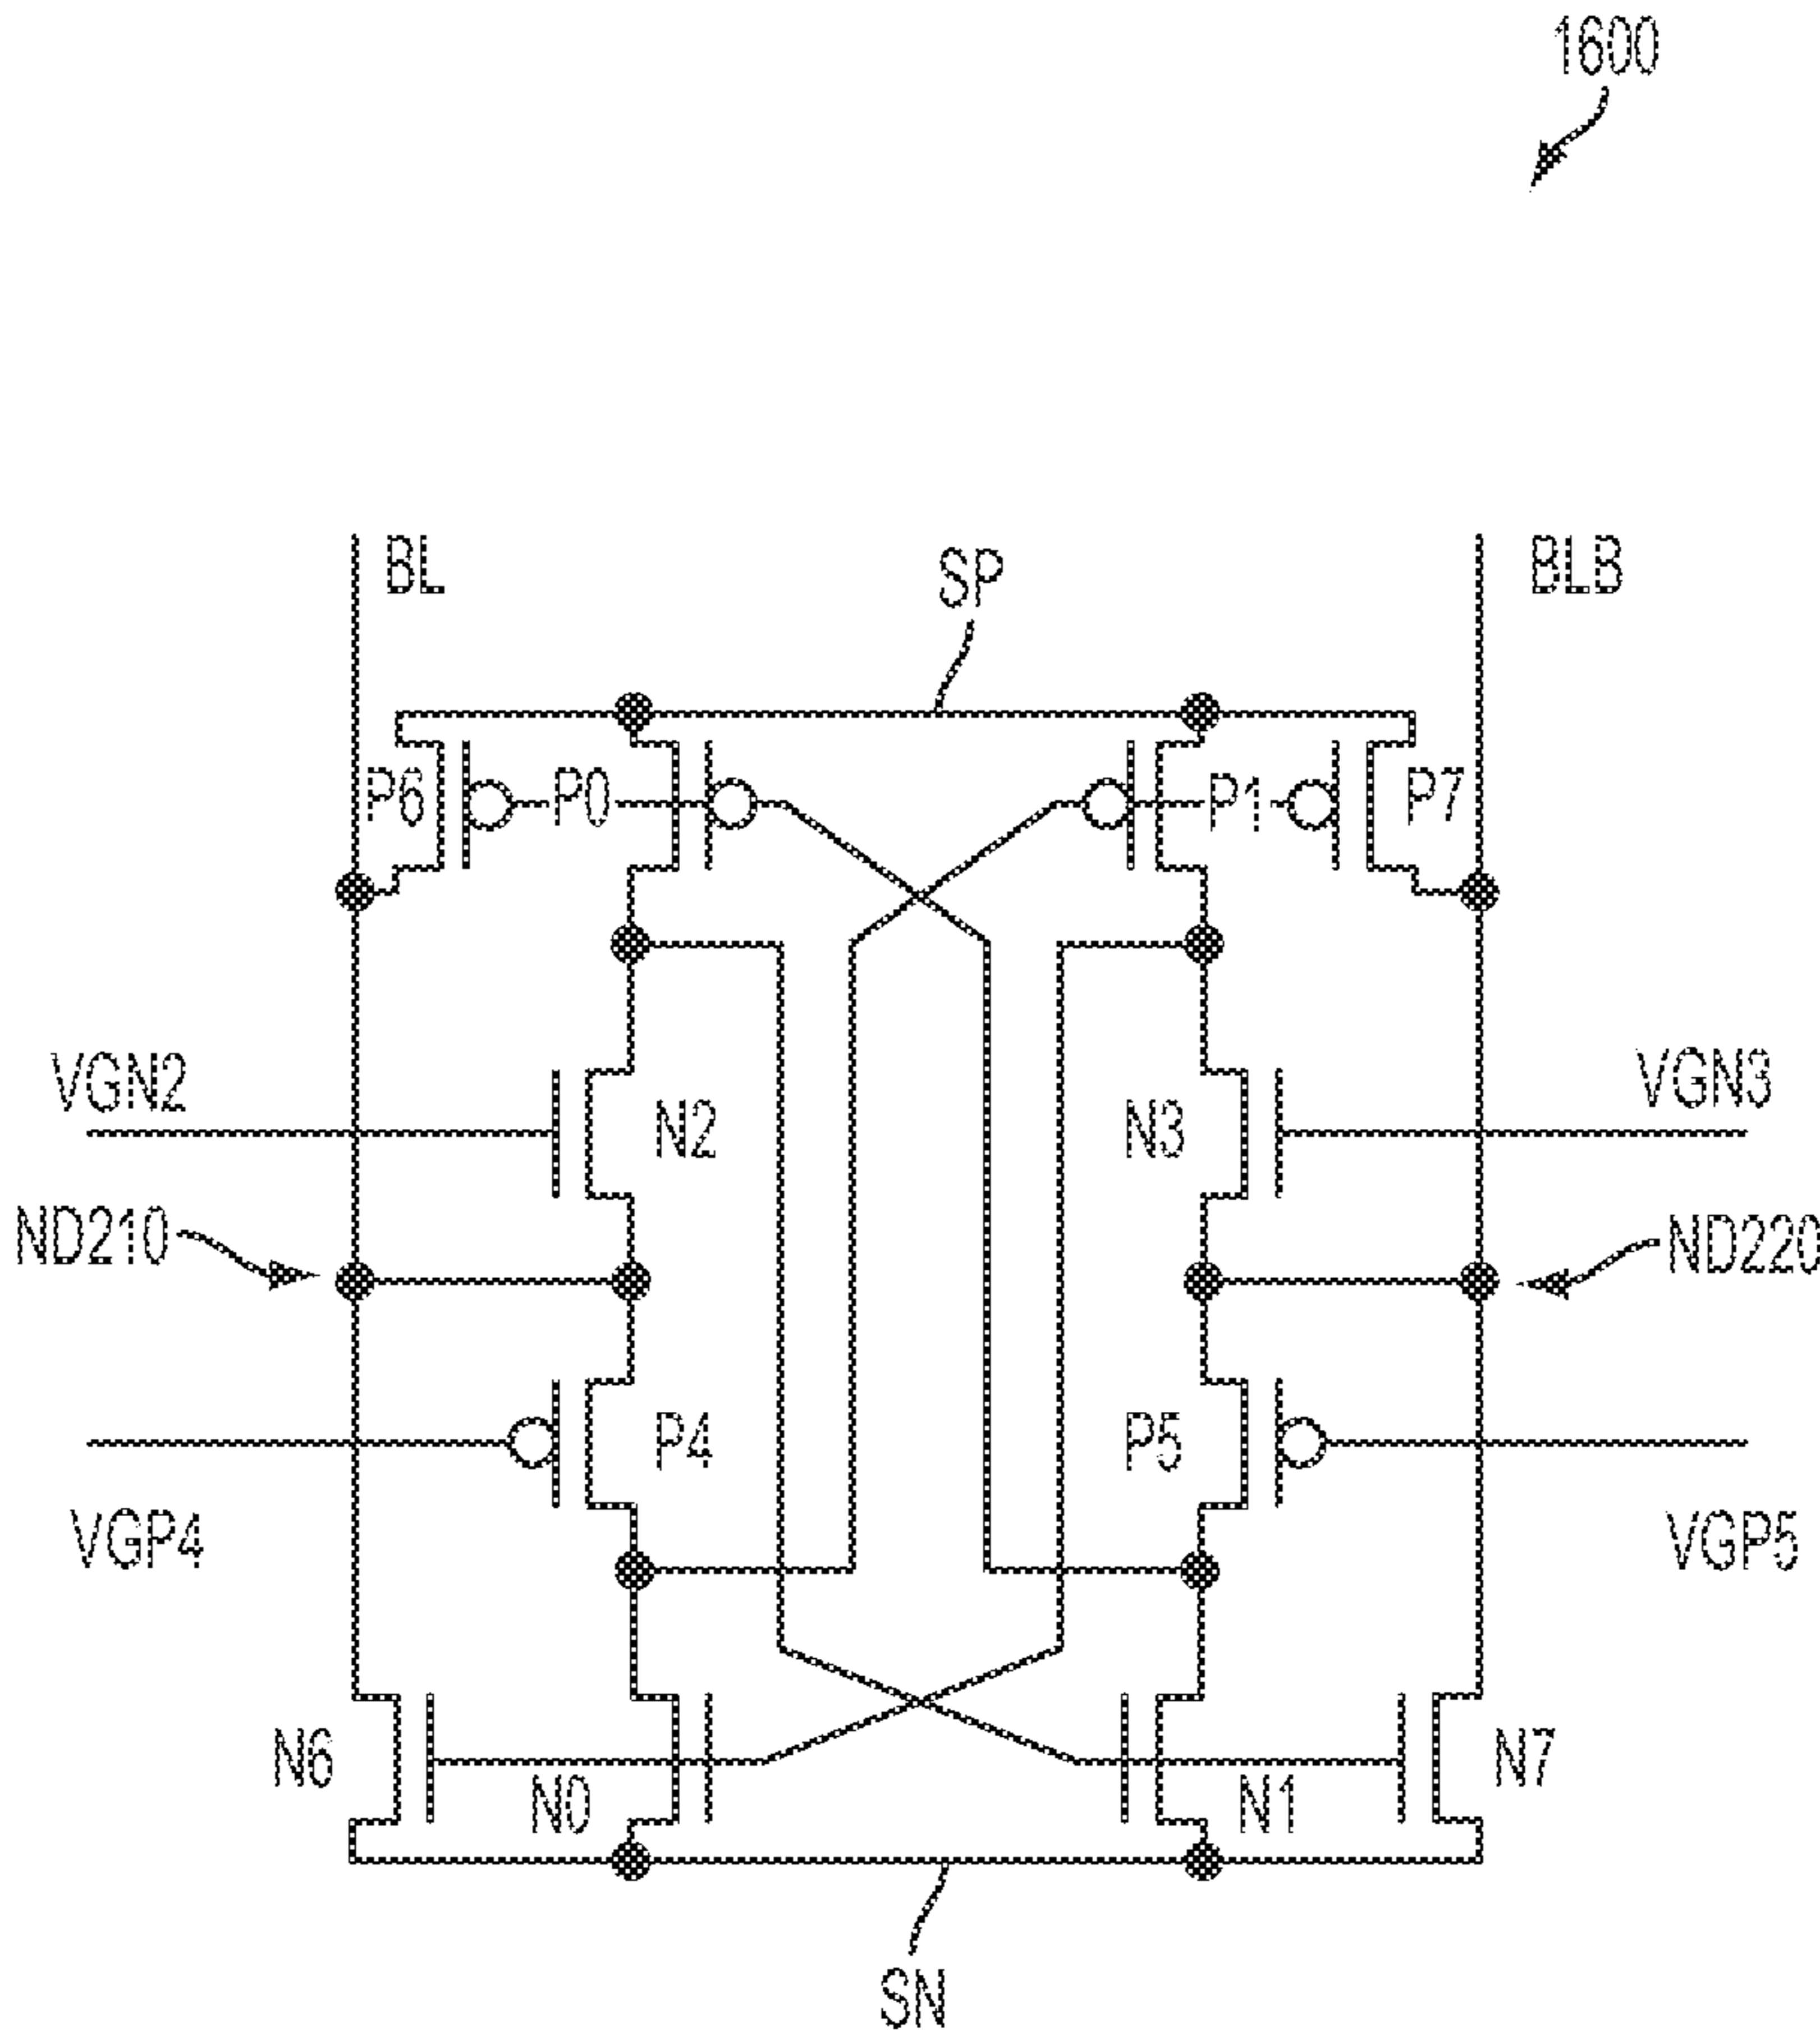 1600
BL
SP
BLB
P6
P0
P1
P7
VGN2
N2
N3
VGN3
ND210
ND220
P4
P5
VGP4
VGP5
N6
N0
N1
N7
SN